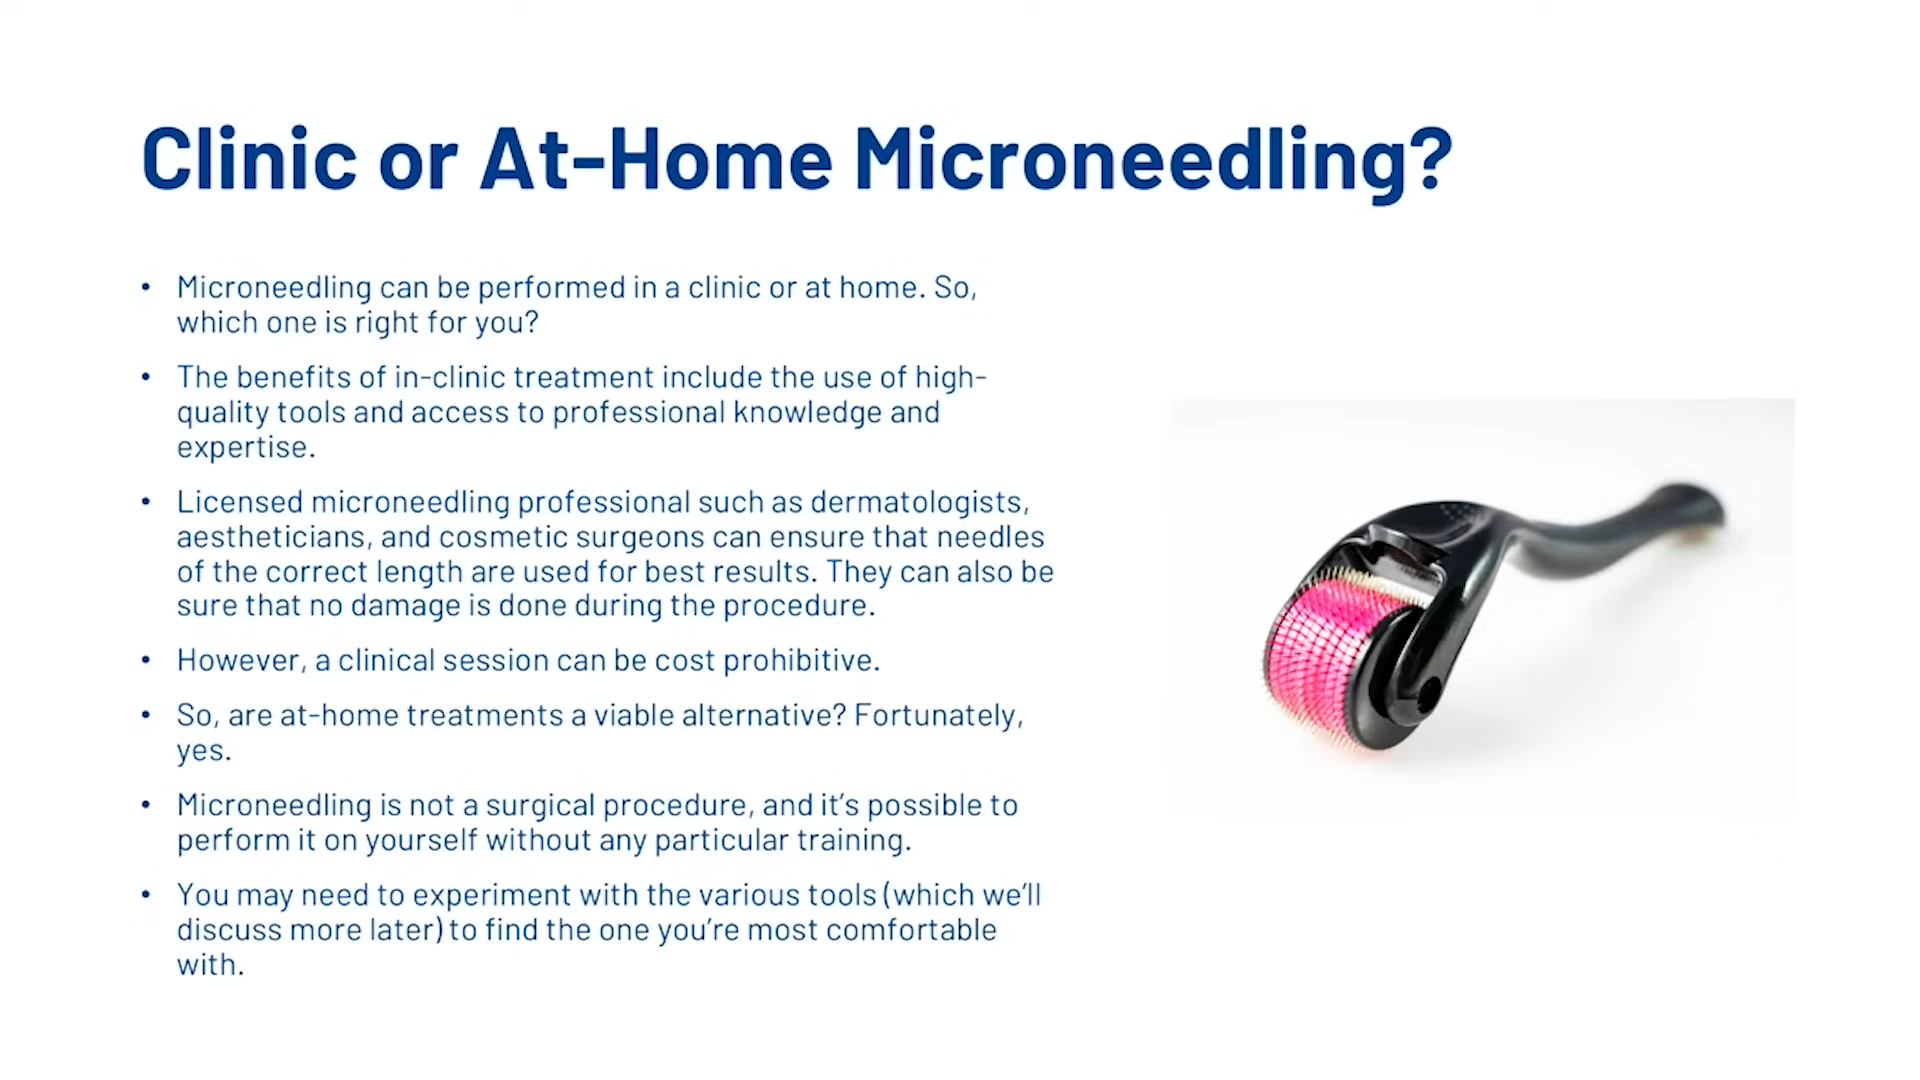 Clinic or At-Home Microneedling?
• Microneedling can be performed in a clinic or at home. So,
which one is right for you?
• The benefits of in-clinic treatment include the use of high-
quality tools and access to professional knowledge and
expertise.
• Licensed microneedling professional such as dermatologists,
aestheticians, and cosmetic surgeons can ensure that needles
of the correct length are used for best results. They can also be
sure that no damage is done during the procedure.
• However, a clinical session can be cost prohibitive.
• So, are at-home treatments a viable alternative? Fortunately,
yes.
• Microneedling is not a surgical procedure, and it’s possible to
perform it on yourself without any particular training.
• You may need to experiment with the various tools (which we’ll
discuss more later) to find the one you’re most comfortable
with.